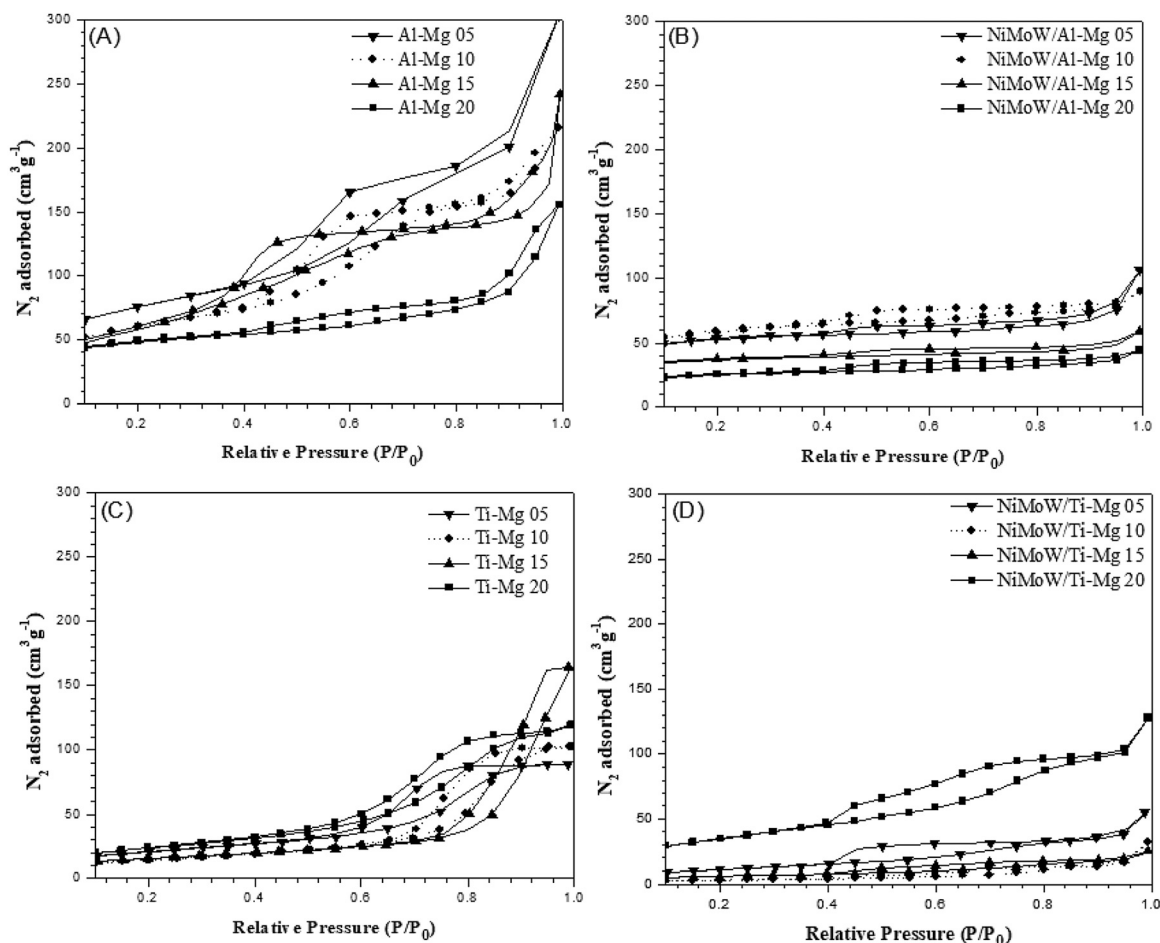 (A)
Al-Mg 05
Al-Mg 10
Al-Mg 15
Al-Mg 20
N2 adsorbed (cm3g-1)
300
250
200
150
100
50
0
0.2 0.4 0.6 0.8 1.0
Relative Pressure (P/P0)
(B)
NiMoW/Al-Mg 05
NiMoW/Al-Mg 10
NiMoW/Al-Mg 15
NiMoW/Al-Mg 20
N2 adsorbed (cm3g-1)
300
250
200
150
100
50
0
0.2 0.4 0.6 0.8 1.0
Relative Pressure (P/P0)
(C)
Ti-Mg 05
Ti-Mg 10
Ti-Mg 15
Ti-Mg 20
N2 adsorbed (cm3g-1)
300
250
200
150
100
50
0
0.2 0.4 0.6 0.8 1.0
Relative Pressure (P/P0)
(D)
NiMoW/Ti-Mg 05
NiMoW/Ti-Mg 10
NiMoW/Ti-Mg 15
NiMoW/Ti-Mg 20
N2 adsorbed (cm3g-1)
300
250
200
150
100
50
0
0.2 0.4 0.6 0.8 1.0
Relative Pressure (P/P0)